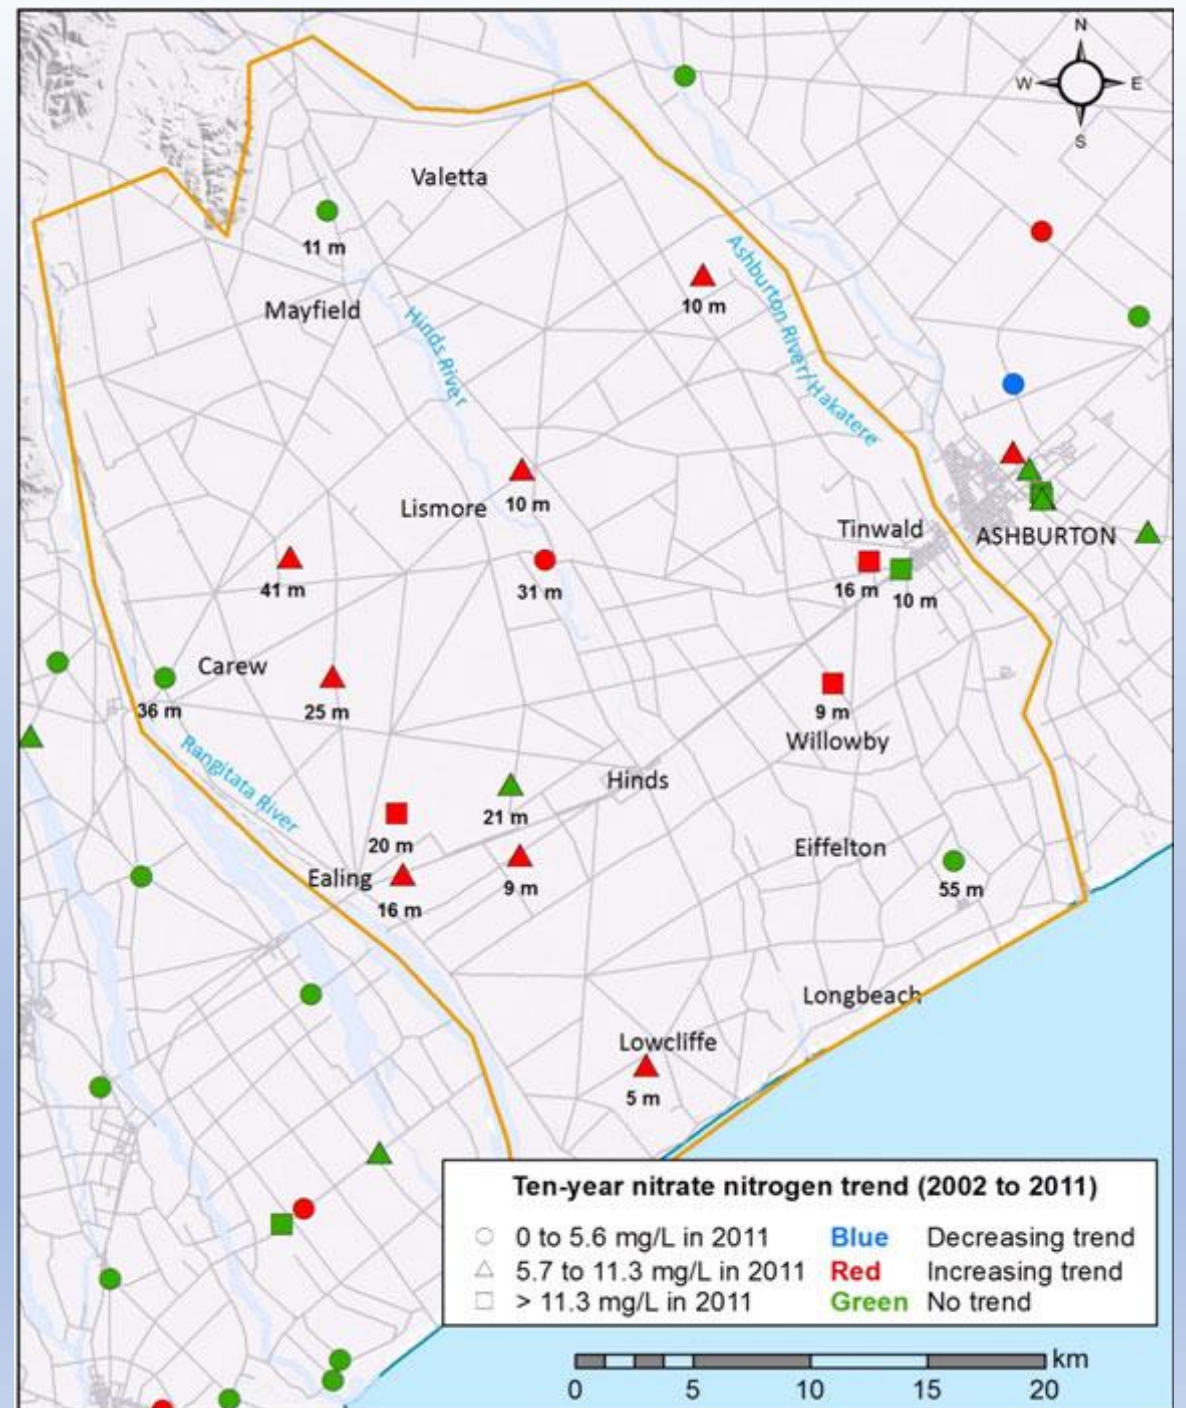 N
W
E
S
Valetta
11 m
Mayfield
10 m
Ashburton River/Hakatere
Hinds River
Lismore
10 m
Tinwald
ASHBURTON
41 m
31 m
16 m
10 m
Carew
36 m
25 m
9 m
Willowby
Rangitata River
Hinds
21 m
20 m
Eiffelton
Ealing
9 m
55 m
16 m
Longbeach
Lowcliffe
5 m
Ten-year nitrate nitrogen trend (2002 to 2011)
0 to 5.6 mg/L in 2011 Blue Decreasing trend
5.7 to 11.3 mg/L in 2011 Red Increasing trend
> 11.3 mg/L in 2011 Green No trend
km
0 5 10 15 20